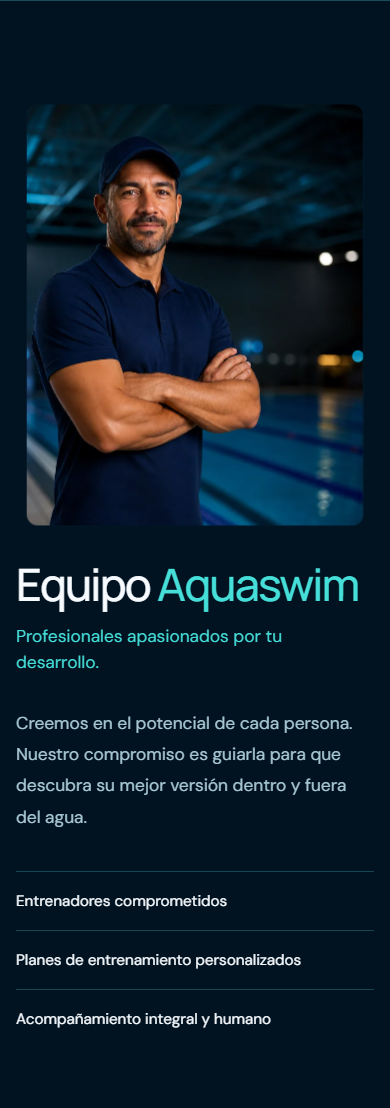 Equipo Aquaswim
Profesionales apasionados por tu
desarrollo.
Creemos en el potencial de cada persona.
Nuestro compromiso es guiarla para que
descubra su mejor versión dentro y fuera
del agua.
Entrenadores comprometidos
Planes de entrenamiento personalizados
Acompañamiento integral y humano